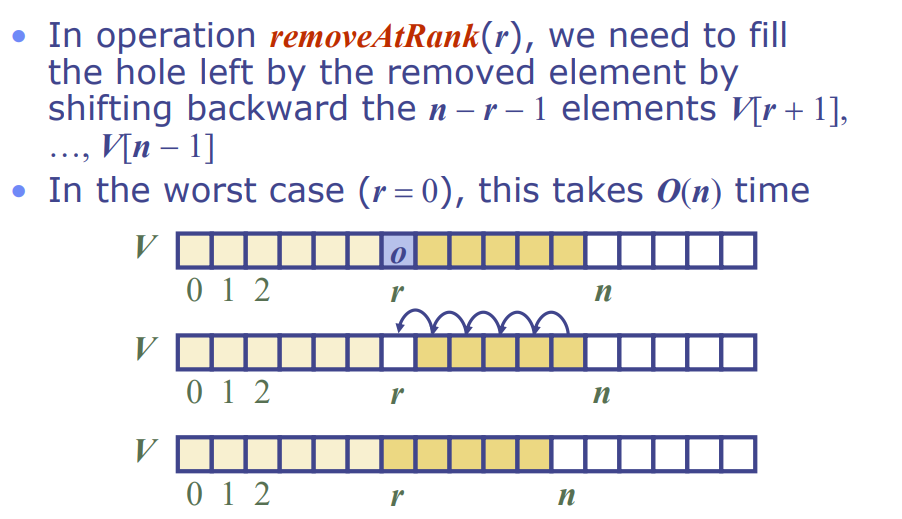 • In operation removeAtRank(r), we need to fill
the hole left by the removed element by
shifting backward the n − r − 1 elements V[r + 1],
…, V[n − 1]
• In the worst case (r = 0), this takes O(n) time
V o
0 1 2 r n
V
0 1 2 r n
V
0 1 2 r n